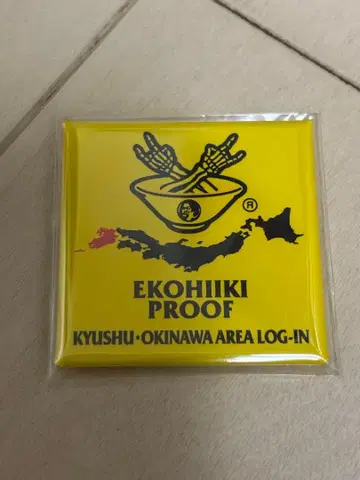 ®
EKOHIIKI
PROOF
KYUSHU・OKINAWA AREA LOG-IN